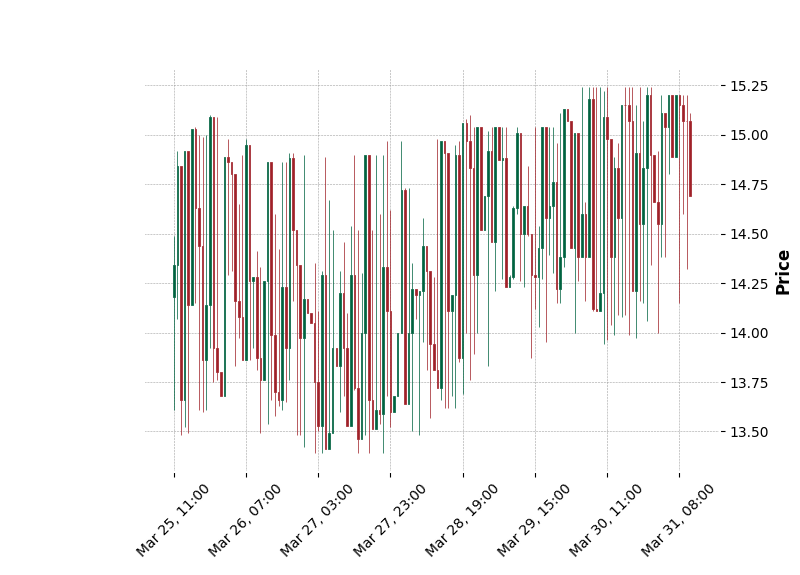 15.25
15.00
14.75
14.50
14.25
14.00
13.75
13.50
Price
Mar 25, 11:00
Mar 26, 07:00
Mar 27, 03:00
Mar 27, 23:00
Mar 28, 19:00
Mar 29, 15:00
Mar 30, 11:00
Mar 31, 08:00